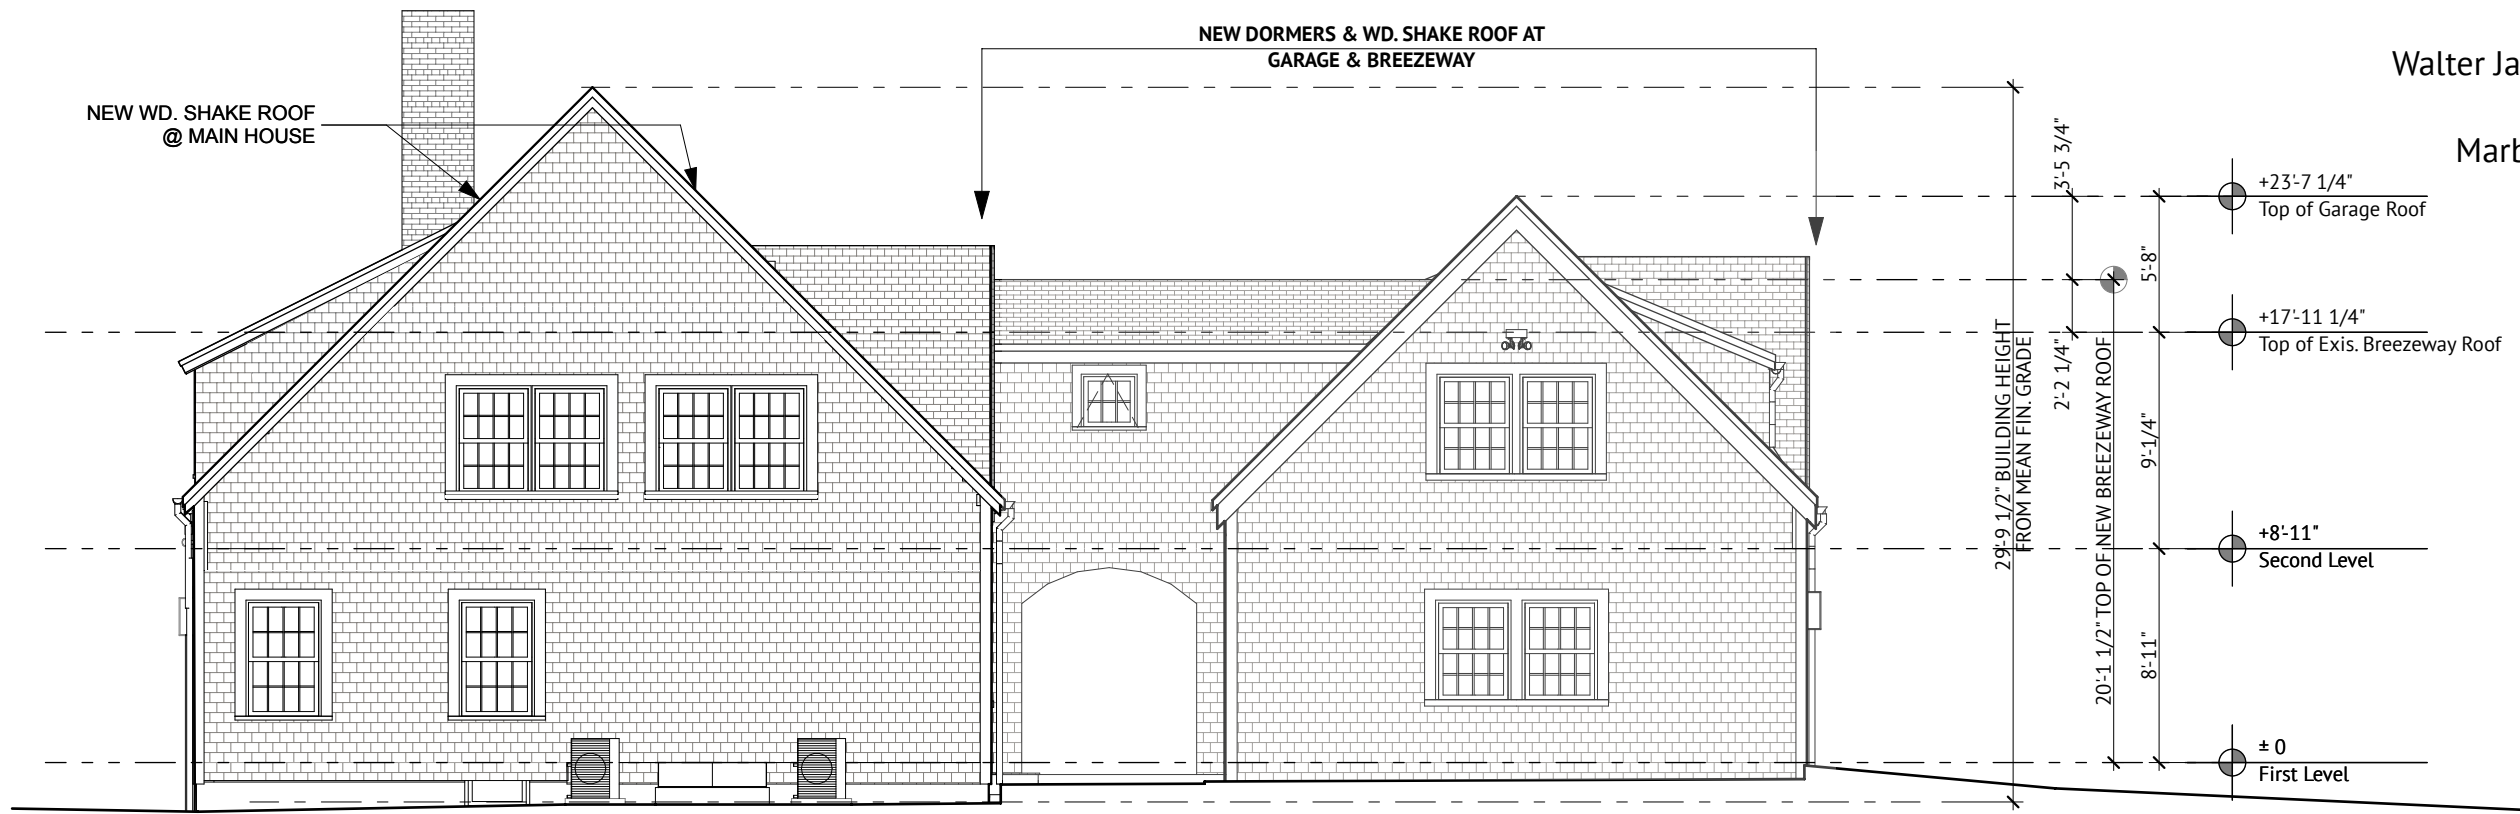 NEW DORMERS & WD. SHAKE ROOF AT
GARAGE & BREEZEWAY
Walter Ja
NEW WD. SHAKE ROOF
@ MAIN HOUSE
Marb
3'-5 3/4"
+23'-7 1/4"
Top of Garage Roof
5'-8"
+17'-11 1/4"
Top of Exis. Breezeway Roof
2'-2 1/4"
29'-9 1/2" BUILDING HEIGHT
FROM MEAN FIN. GRADE
20'-1 1/2" TOP OF NEW BREEZEWAY ROOF
9'-1/4"
+8'-11"
Second Level
8'-11"
± 0
First Level